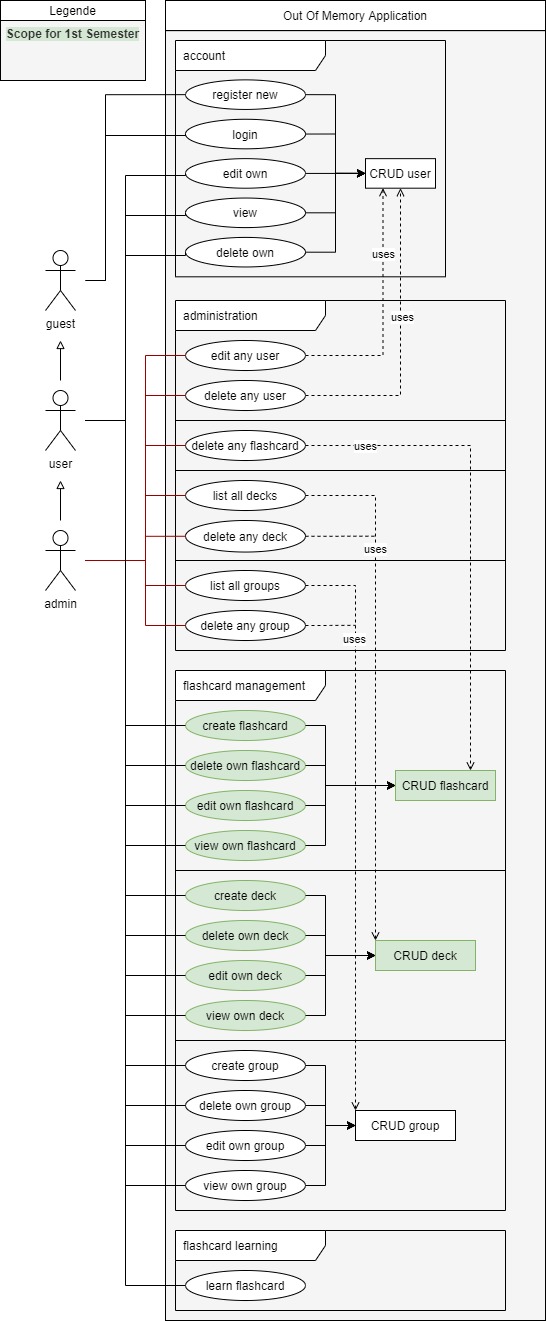 Legende
Scope for 1st Semester
Out Of Memory Application
account
register new
login
edit own
CRUD user
view
delete own
uses
guest
administration
uses
edit any user
delete any user
user
delete any flashcard
uses
list all decks
delete any deck
uses
admin
list all groups
delete any group
uses
flashcard management
create flashcard
delete own flashcard
CRUD flashcard
edit own flashcard
view own flashcard
create deck
delete own deck
CRUD deck
edit own deck
view own deck
create group
delete own group
CRUD group
edit own group
view own group
flashcard learning
learn flashcard